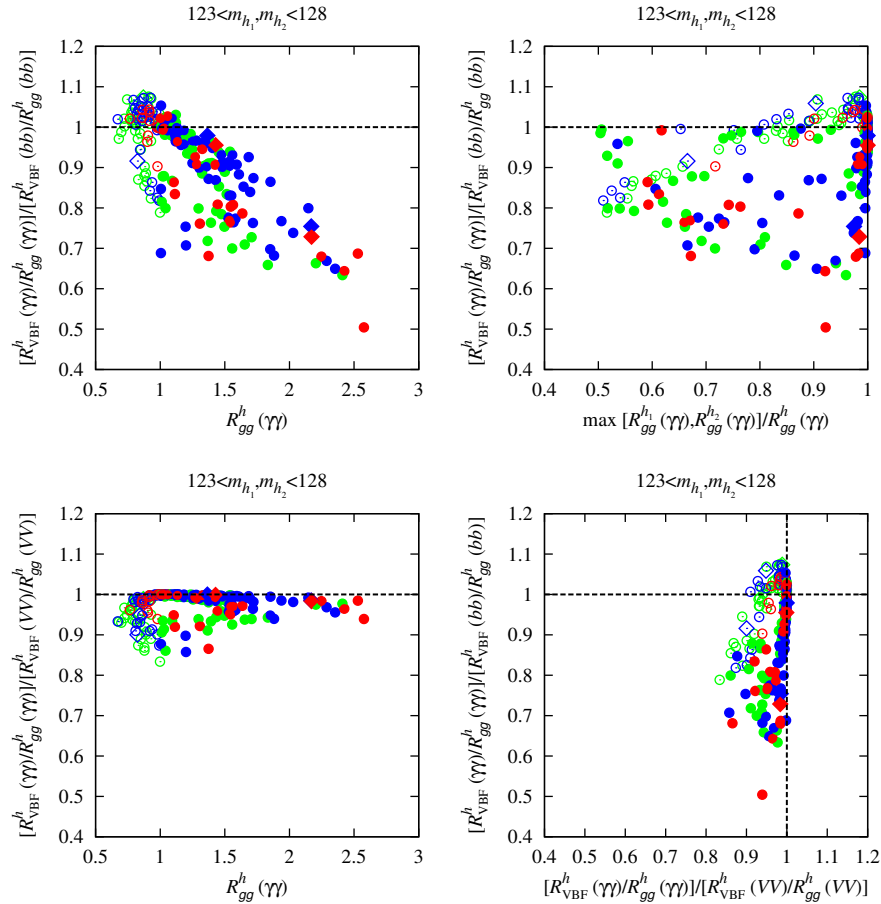 123<m_{h_1},m_{h_2}<128
[R^h_{VBF}(γγ)/R^h_{gg}(γγ)]/[R^h_{VBF}(bb)/R^h_{gg}(bb)]
1.2
1.1
1
0.9
0.8
0.7
0.6
0.5
0.4
0.5 1 1.5 2 2.5 3
R^h_{gg}(γγ)
123<m_{h_1},m_{h_2}<128
[R^h_{VBF}(γγ)/R^h_{gg}(γγ)]/[R^h_{VBF}(bb)/R^h_{gg}(bb)]
1.2
1.1
1
0.9
0.8
0.7
0.6
0.5
0.4
0.4 0.5 0.6 0.7 0.8 0.9 1
max [R^{h_1}_{gg}(γγ),R^{h_2}_{gg}(γγ)]/R^h_{gg}(γγ)
123<m_{h_1},m_{h_2}<128
[R^h_{VBF}(γγ)/R^h_{gg}(γγ)]/[R^h_{VBF}(VV)/R^h_{gg}(VV)]
1.2
1.1
1
0.9
0.8
0.7
0.6
0.5
0.4
0.5 1 1.5 2 2.5 3
R^h_{gg}(γγ)
123<m_{h_1},m_{h_2}<128
[R^h_{VBF}(γγ)/R^h_{gg}(γγ)]/[R^h_{VBF}(bb)/R^h_{gg}(bb)]
1.2
1.1
1
0.9
0.8
0.7
0.6
0.5
0.4
0.4 0.5 0.6 0.7 0.8 0.9 1 1.1 1.2
[R^h_{VBF}(γγ)/R^h_{gg}(γγ)]/[R^h_{VBF}(VV)/R^h_{gg}(VV)]